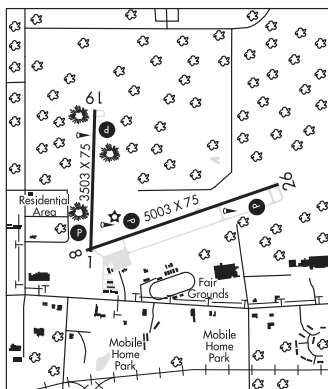 19
P
3503 X 75
26
Residential
Area
5003 X 75
P
P
P
8
1
Fair
Grounds
Mobile
Home
Park
Mobile
Home
Park